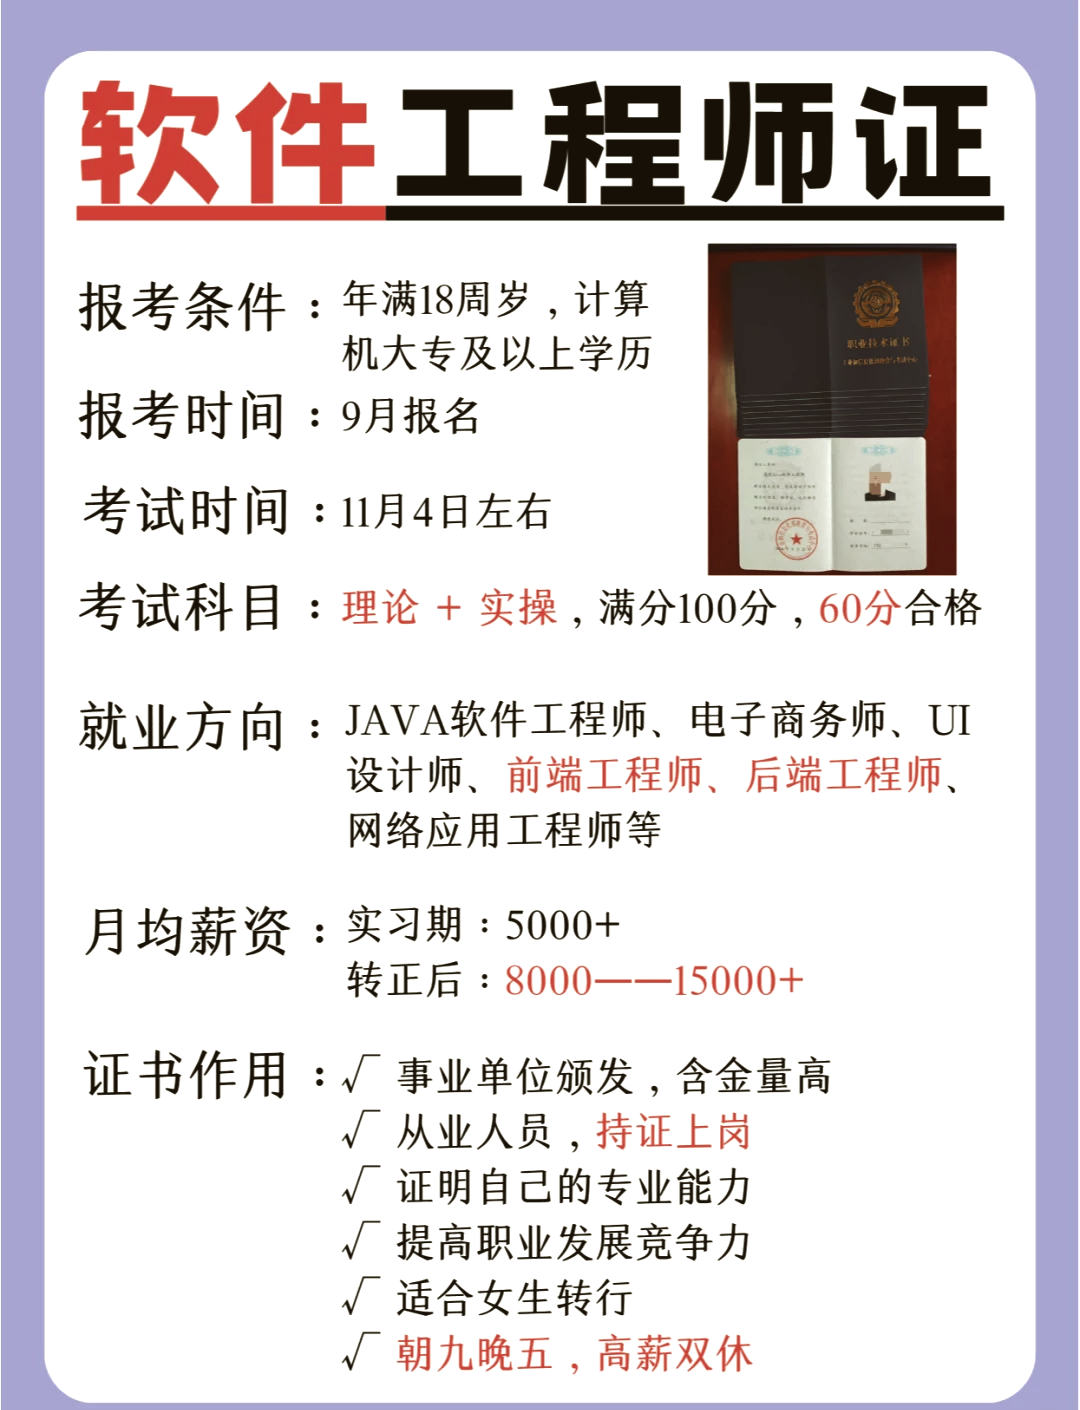 软件工程师证
报考条件：年满18周岁，计算
机大专及以上学历
报考时间：9月报名
考试时间：11月4日左右
考试科目：理论 + 实操，满分100分，60分合格
就业方向：JAVA软件工程师、电子商务师、UI
设计师、前端工程师、后端工程师、
网络应用工程师等
月均薪资：实习期：5000+
转正后：8000——15000+
证书作用：√ 事业单位颁发，含金量高
√ 从业人员，持证上岗
√ 证明自己的专业能力
√ 提高职业发展竞争力
√ 适合女生转行
√ 朝九晚五，高薪双休
职业技术证书